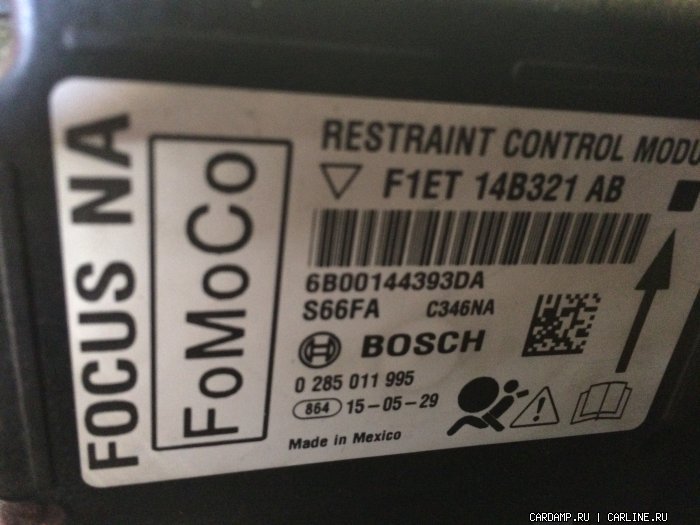 FOCUS NA
FoMoCo
RESTRAINT CONTROL MODU
F1ET 14B321 AB
6B00144393DA
S66FA C346NA
BOSCH
0 285 011 995
864 15-05-29
Made in Mexico
CARDAMP.RU | CARLINE.RU